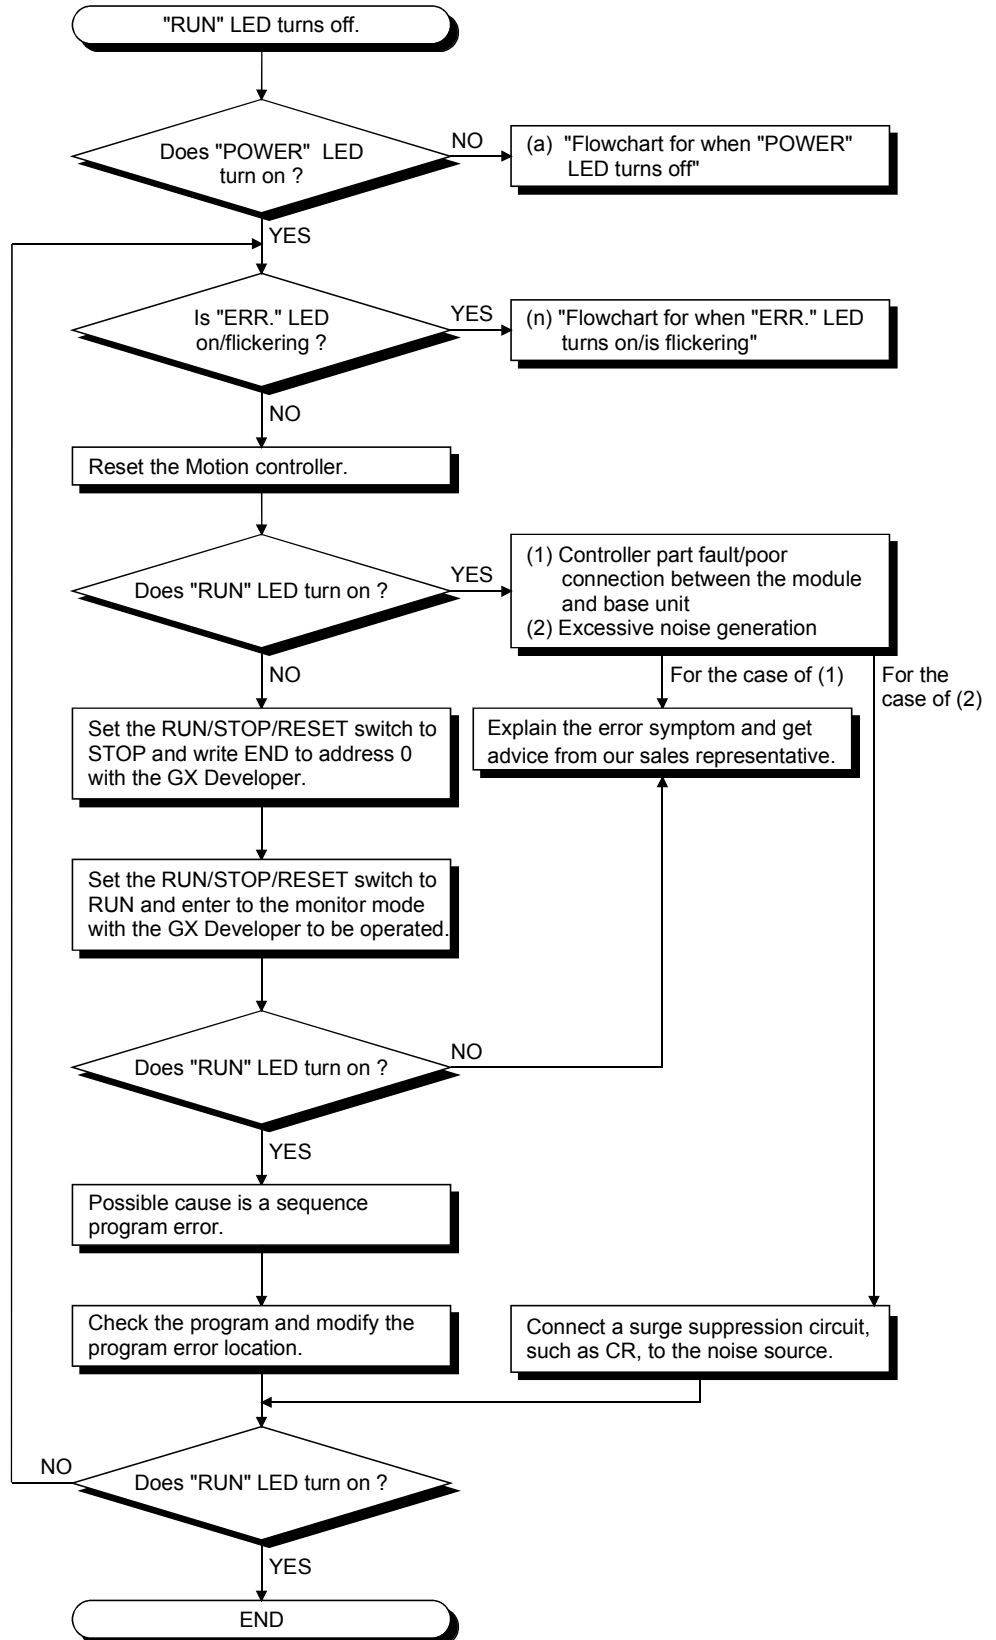 "RUN" LED turns off.
Does "POWER" LED
turn on ?
NO
(a) "Flowchart for when "POWER"
LED turns off"
YES
Is "ERR." LED
on/flickering ?
YES
(n) "Flowchart for when "ERR." LED
turns on/is flickering"
NO
Reset the Motion controller.
Does "RUN" LED turn on ?
YES
(1) Controller part fault/poor
connection between the module
and base unit
(2) Excessive noise generation
NO
For the case of (1)
For the
case of (2)
Set the RUN/STOP/RESET switch to
STOP and write END to address 0
with the GX Developer.
Explain the error symptom and get
advice from our sales representative.
Set the RUN/STOP/RESET switch to
RUN and enter to the monitor mode
with the GX Developer to be operated.
Does "RUN" LED turn on ?
NO
YES
Possible cause is a sequence
program error.
Check the program and modify the
program error location.
Connect a surge suppression circuit,
such as CR, to the noise source.
NO
Does "RUN" LED turn on ?
YES
END